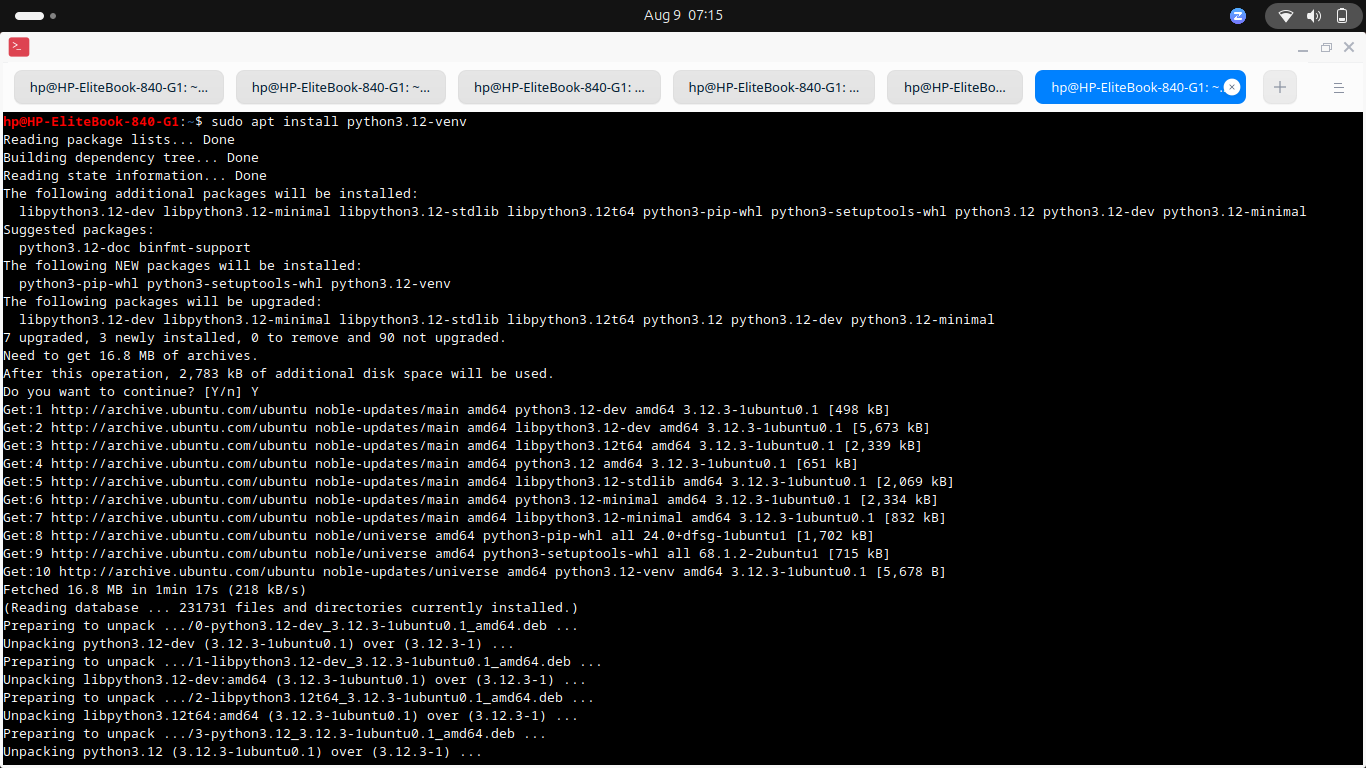 Aug 9 07:15
hp@HP-EliteBook-840-G1: ~...
hp@HP-EliteBook-840-G1: ~...
hp@HP-EliteBook-840-G1: ...
hp@HP-EliteBook-840-G1: ...
hp@HP-EliteBo...
hp@HP-EliteBook-840-G1: ~..
hp@HP-EliteBook-840-G1:~$ sudo apt install python3.12-venv
Reading package lists... Done
Building dependency tree... Done
Reading state information... Done
The following additional packages will be installed:
  libpython3.12-dev libpython3.12-minimal libpython3.12-stdlib libpython3.12t64 python3-pip-whl python3-setuptools-whl python3.12 python3.12-dev python3.12-minimal
Suggested packages:
  python3.12-doc binfmt-support
The following NEW packages will be installed:
  python3-pip-whl python3-setuptools-whl python3.12-venv
The following packages will be upgraded:
  libpython3.12-dev libpython3.12-minimal libpython3.12-stdlib libpython3.12t64 python3.12 python3.12-dev python3.12-minimal
7 upgraded, 3 newly installed, 0 to remove and 90 not upgraded.
Need to get 16.8 MB of archives.
After this operation, 2,783 kB of additional disk space will be used.
Do you want to continue? [Y/n] Y
Get:1 http://archive.ubuntu.com/ubuntu noble-updates/main amd64 python3.12-dev amd64 3.12.3-1ubuntu0.1 [498 kB]
Get:2 http://archive.ubuntu.com/ubuntu noble-updates/main amd64 libpython3.12-dev amd64 3.12.3-1ubuntu0.1 [5,673 kB]
Get:3 http://archive.ubuntu.com/ubuntu noble-updates/main amd64 libpython3.12t64 amd64 3.12.3-1ubuntu0.1 [2,339 kB]
Get:4 http://archive.ubuntu.com/ubuntu noble-updates/main amd64 python3.12 amd64 3.12.3-1ubuntu0.1 [651 kB]
Get:5 http://archive.ubuntu.com/ubuntu noble-updates/main amd64 libpython3.12-stdlib amd64 3.12.3-1ubuntu0.1 [2,069 kB]
Get:6 http://archive.ubuntu.com/ubuntu noble-updates/main amd64 python3.12-minimal amd64 3.12.3-1ubuntu0.1 [2,334 kB]
Get:7 http://archive.ubuntu.com/ubuntu noble-updates/main amd64 libpython3.12-minimal amd64 3.12.3-1ubuntu0.1 [832 kB]
Get:8 http://archive.ubuntu.com/ubuntu noble/universe amd64 python3-pip-whl all 24.0+dfsg-1ubuntu1 [1,702 kB]
Get:9 http://archive.ubuntu.com/ubuntu noble/universe amd64 python3-setuptools-whl all 68.1.2-2ubuntu1 [715 kB]
Get:10 http://archive.ubuntu.com/ubuntu noble-updates/universe amd64 python3.12-venv amd64 3.12.3-1ubuntu0.1 [5,678 B]
Fetched 16.8 MB in 1min 17s (218 kB/s)
(Reading database ... 231731 files and directories currently installed.)
Preparing to unpack .../0-python3.12-dev_3.12.3-1ubuntu0.1_amd64.deb ...
Unpacking python3.12-dev (3.12.3-1ubuntu0.1) over (3.12.3-1) ...
Preparing to unpack .../1-libpython3.12-dev_3.12.3-1ubuntu0.1_amd64.deb ...
Unpacking libpython3.12-dev:amd64 (3.12.3-1ubuntu0.1) over (3.12.3-1) ...
Preparing to unpack .../2-libpython3.12t64_3.12.3-1ubuntu0.1_amd64.deb ...
Unpacking libpython3.12t64:amd64 (3.12.3-1ubuntu0.1) over (3.12.3-1) ...
Preparing to unpack .../3-python3.12_3.12.3-1ubuntu0.1_amd64.deb ...
Unpacking python3.12 (3.12.3-1ubuntu0.1) over (3.12.3-1) ...